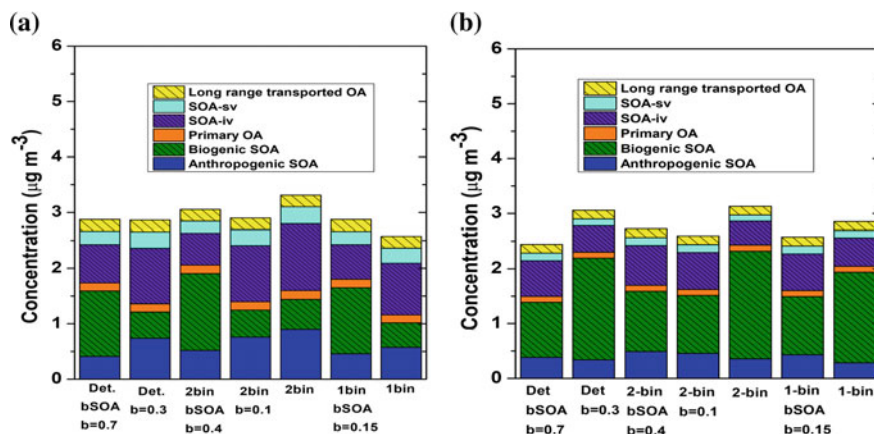 (a)
Concentration (µg m⁻³)
6
5
4
3
2
1
0
Long range transported OA
SOA-sv
SOA-iv
Primary OA
Biogenic SOA
Anthropogenic SOA
Det. Det. 2bin 2bin 2bin 1bin 1bin
bSOA b=0.3 bSOA b=0.1 bSOA
b=0.7 b=0.4 b=0.15
(b)
Concentration (µg m⁻³)
6
5
4
3
2
1
0
Long range transported OA
SOA-sv
SOA-iv
Primary OA
Biogenic SOA
Anthropogenic SOA
Det Det 2-bin 2-bin 2-bin 1-bin 1-bin
bSOA b=0.3 bSOA b=0.1 bSOA
b=0.7 b=0.4 b=0.15